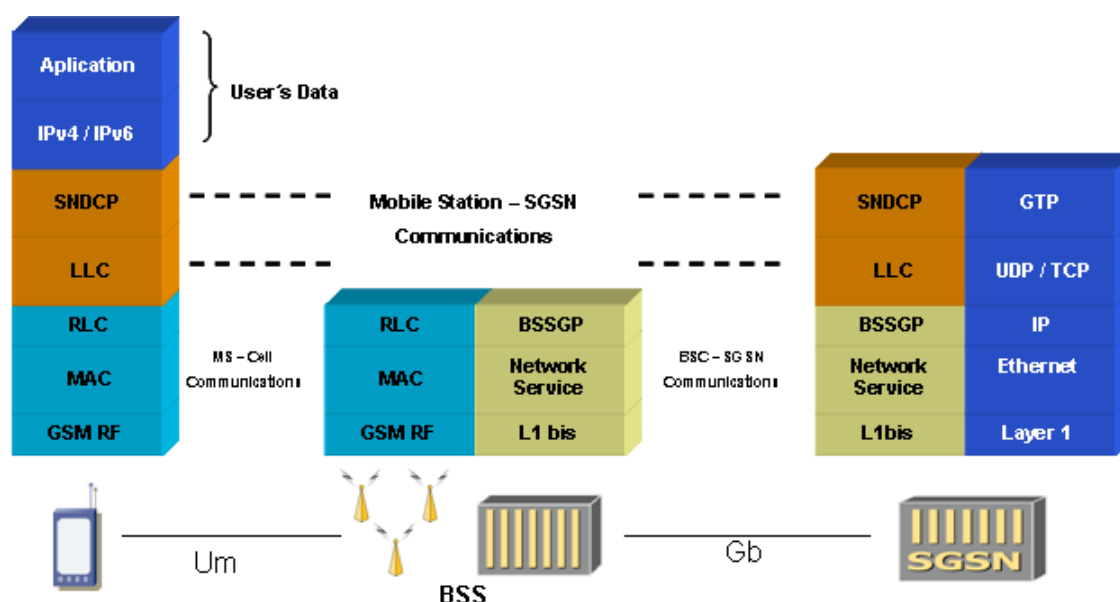 Aplication
IPv4 / IPv6
SNDCP
LLC
RLC
MAC
GSM RF
User´s Data
Mobile Station – SGSN
Communications
MS – Cell
Communications
RLC
MAC
GSM RF
BSSGP
Network
Service
L1 bis
BSC – SGSN
Communications
SNDCP
LLC
BSSGP
Network
Service
L1bis
GTP
UDP / TCP
IP
Ethernet
Layer 1
Um
BSS
Gb
SGSN